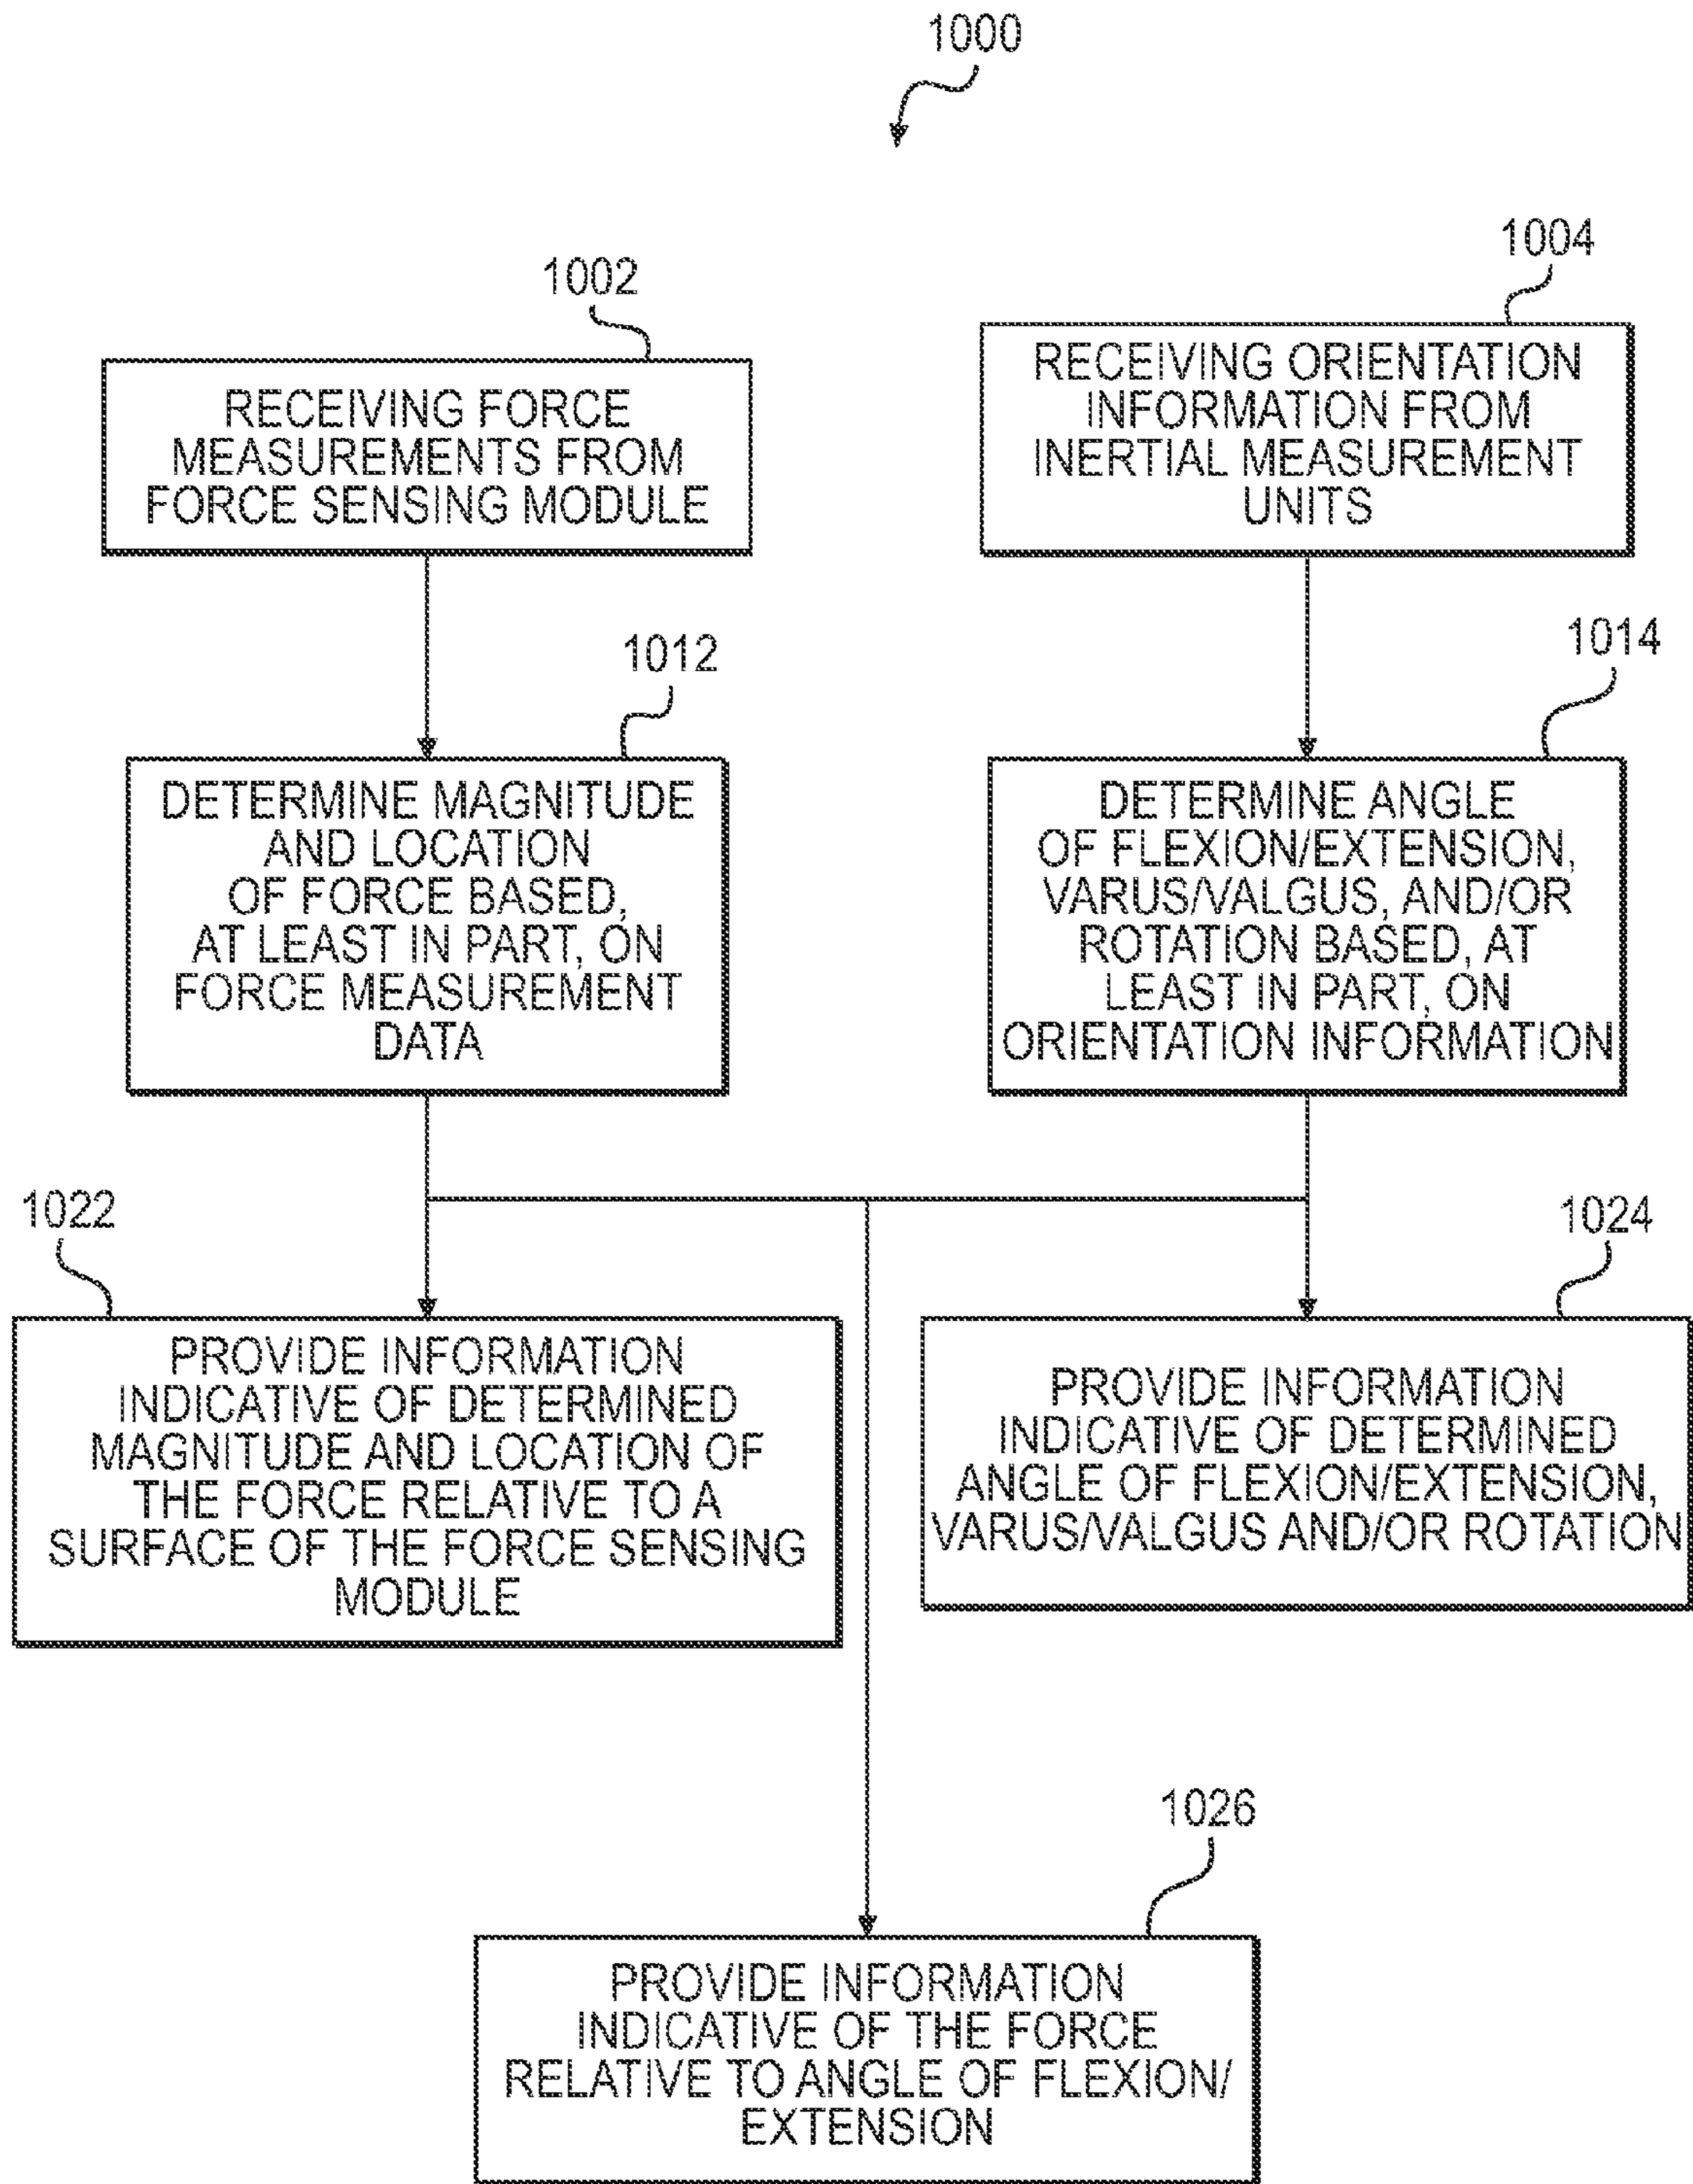 1000
1002
RECEIVING FORCE
MEASUREMENTS FROM
FORCE SENSING MODULE
1004
RECEIVING ORIENTATION
INFORMATION FROM
INERTIAL MEASUREMENT
UNITS
1012
DETERMINE MAGNITUDE
AND LOCATION
OF FORCE BASED,
AT LEAST IN PART, ON
FORCE MEASUREMENT
DATA
1014
DETERMINE ANGLE
OF FLEXION/EXTENSION,
VARUS/VALGUS, AND/OR
ROTATION BASED, AT
LEAST IN PART, ON
ORIENTATION INFORMATION
1022
PROVIDE INFORMATION
INDICATIVE OF DETERMINED
MAGNITUDE AND LOCATION OF
THE FORCE RELATIVE TO A
SURFACE OF THE FORCE SENSING
MODULE
1024
PROVIDE INFORMATION
INDICATIVE OF DETERMINED
ANGLE OF FLEXION/EXTENSION,
VARUS/VALGUS AND/OR ROTATION
1026
PROVIDE INFORMATION
INDICATIVE OF THE FORCE
RELATIVE TO ANGLE OF FLEXION/
EXTENSION